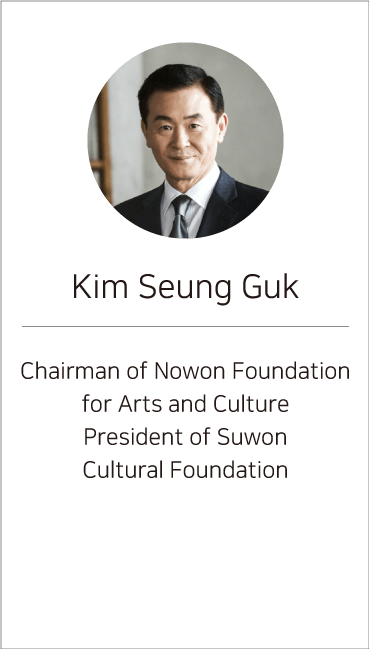 Kim Seung Guk
Chairman of Nowon Foundation
for Arts and Culture
President of Suwon
Cultural Foundation